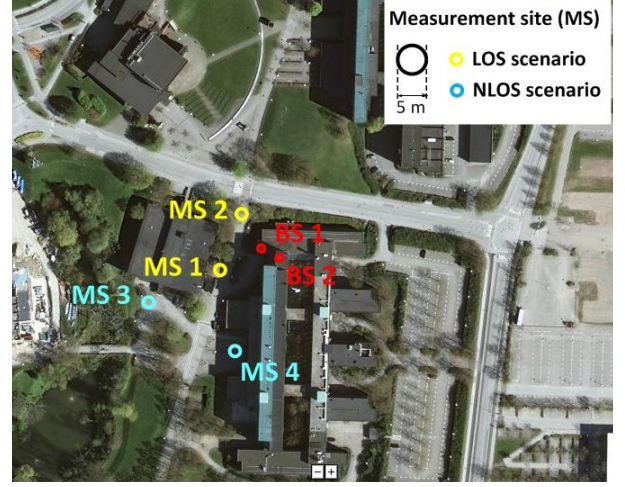 Measurement site (MS)
LOS scenario
NLOS scenario
5 m
MS 2
BS 1
MS 1
BS 2
MS 3
MS 4